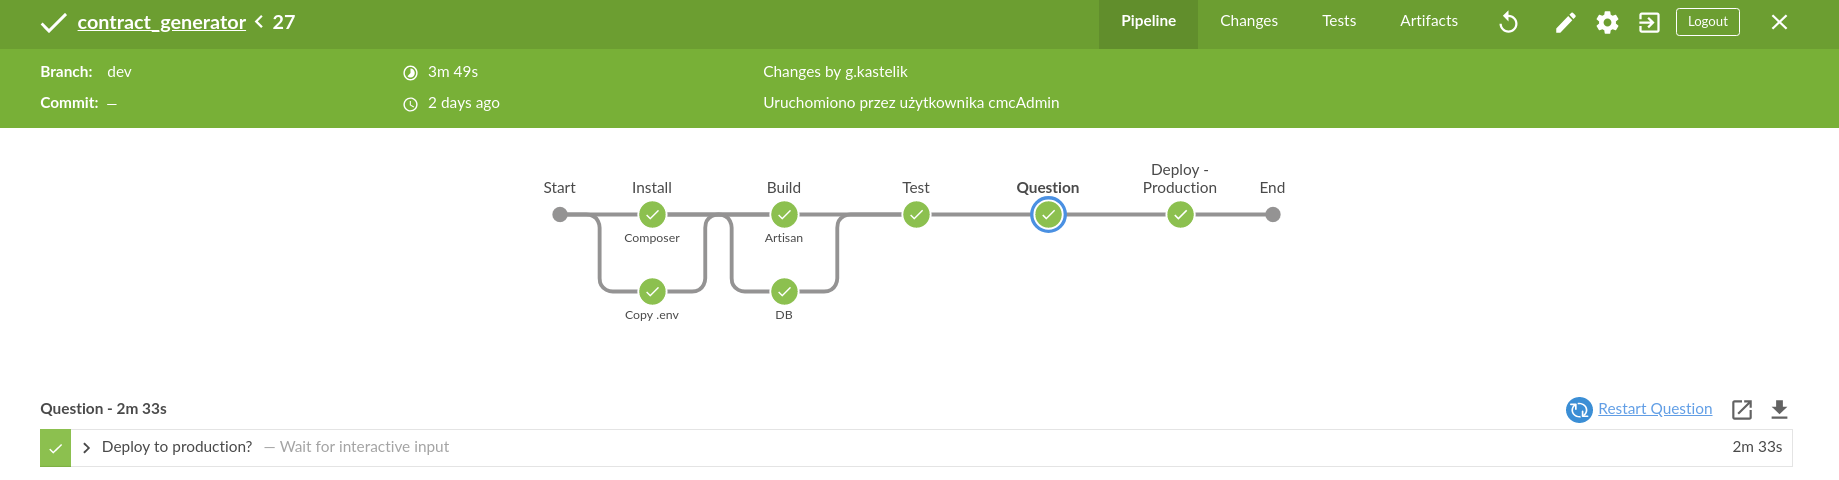 contract_generator < 27
Pipeline
Changes
Tests
Artifacts
Logout
Branch: dev
3m 49s
Changes by g.kastelik
Commit: –
2 days ago
Uruchomiono przez użytkownika cmcAdmin
Start
Install
Build
Test
Question
Deploy -
Production
End
Composer
Artisan
Copy .env
DB
Question - 2m 33s
Restart Question
Deploy to production? — Wait for interactive input
2m 33s